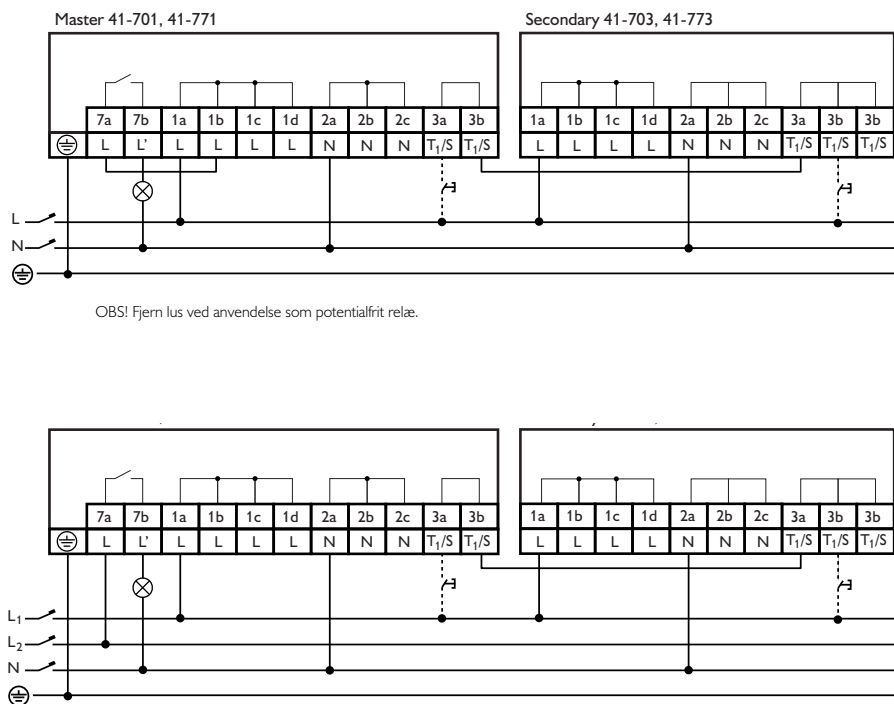 Master 41-701, 41-771
Secondary 41-703, 41-773
7a 7b 1a 1b 1c 1d 2a 2b 2c 3a 3b
1a 1b 1c 1d 2a 2b 2c 3a 3b 3b
L L’ L L L L N N N T₁/S T₁/S
L L L L N N N T₁/S T₁/S T₁/S
L
N
OBS! Fjern lus ved anvendelse som potentialfrit relæ.
7a 7b 1a 1b 1c 1d 2a 2b 2c 3a 3b
1a 1b 1c 1d 2a 2b 2c 3a 3b 3b
L L’ L L L L N N N T₁/S T₁/S
L L L L N N N T₁/S T₁/S T₁/S
L₁
L₂
N